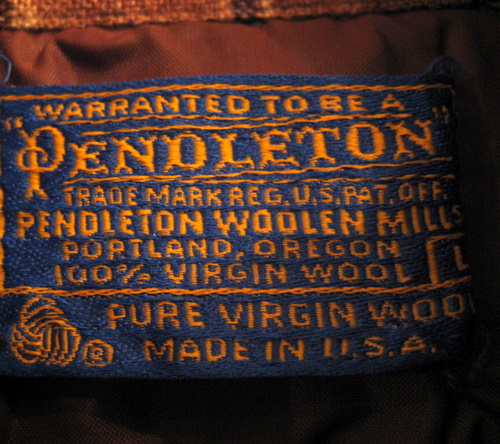 WARRANTED TO BE A
"PENDLETON"
TRADE MARK REG. U.S. PAT. OFF.
PENDLETON WOOLEN MILLS
PORTLAND, OREGON
100% VIRGIN WOOL
L
PURE VIRGIN WOOL
® MADE IN U.S.A.